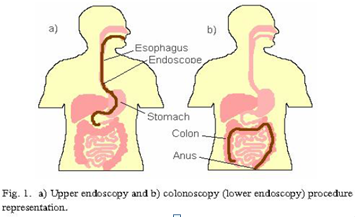 a)
b)
Esophagus
Endoscope
Stomach
Colon
Anus
Fig. 1. a) Upper endoscopy and b) colonoscopy (lower endoscopy) procedure
representation.